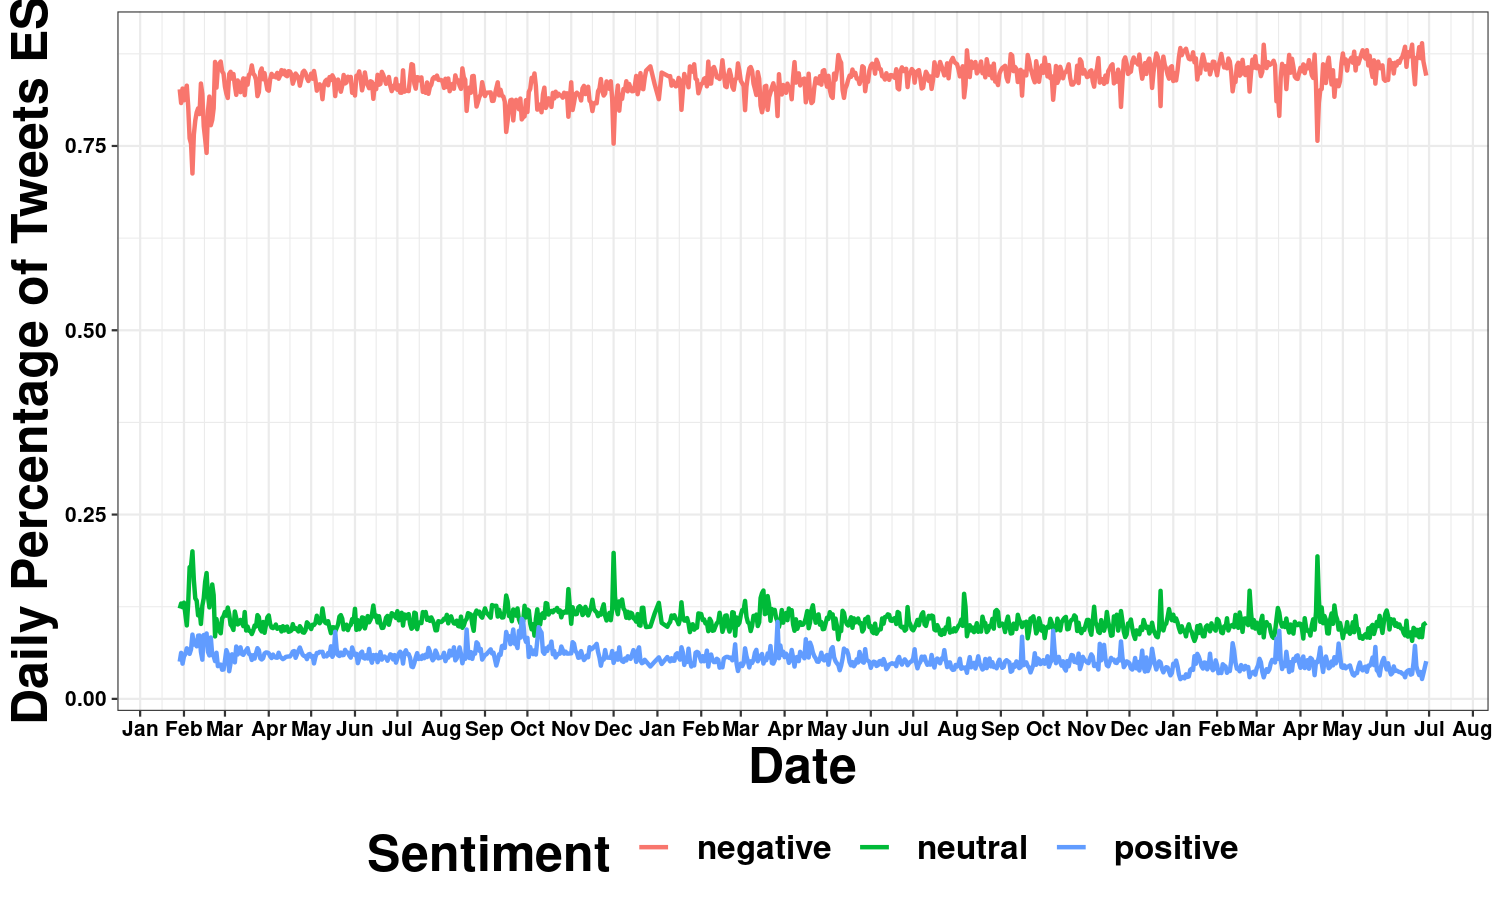 Daily Percentage of Tweets ES
0.75
0.50
0.25
0.00
Jan Feb Mar Apr May Jun Jul Aug Sep Oct Nov Dec Jan Feb Mar Apr May Jun Jul Aug Sep Oct Nov Dec Jan Feb Mar Apr May Jun Jul Aug
Date
Sentiment negative neutral positive